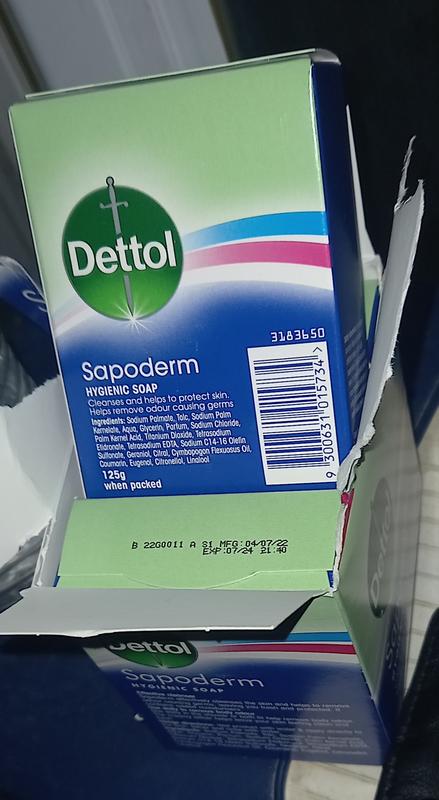 Dettol
3183650
Sapoderm
HYGIENIC SOAP
Cleanses and helps to protect skin.
Helps remove odour causing germs
Ingredients: Sodium Palmate, Talc, Sodium Palm
Kernelate, Aqua, Glycerin, Parfum, Sodium Chloride,
Palm Kernel Acid, Titanium Dioxide, Tetrasodium
Etidronate, Tetrasodium EDTA, Sodium C14-16 Olefin
Sulfonate, Geraniol, Citral, Cymbopogon Flexuosus Oil,
Coumarin, Eugenol, Citronellol, Linalool
125g
when packed
9 300631 015734 >
B 22G0011 A S1 MFG:04/07/22
EXP:07/24 21:40
Dettol
Sapoderm
HYGIENIC SOAP